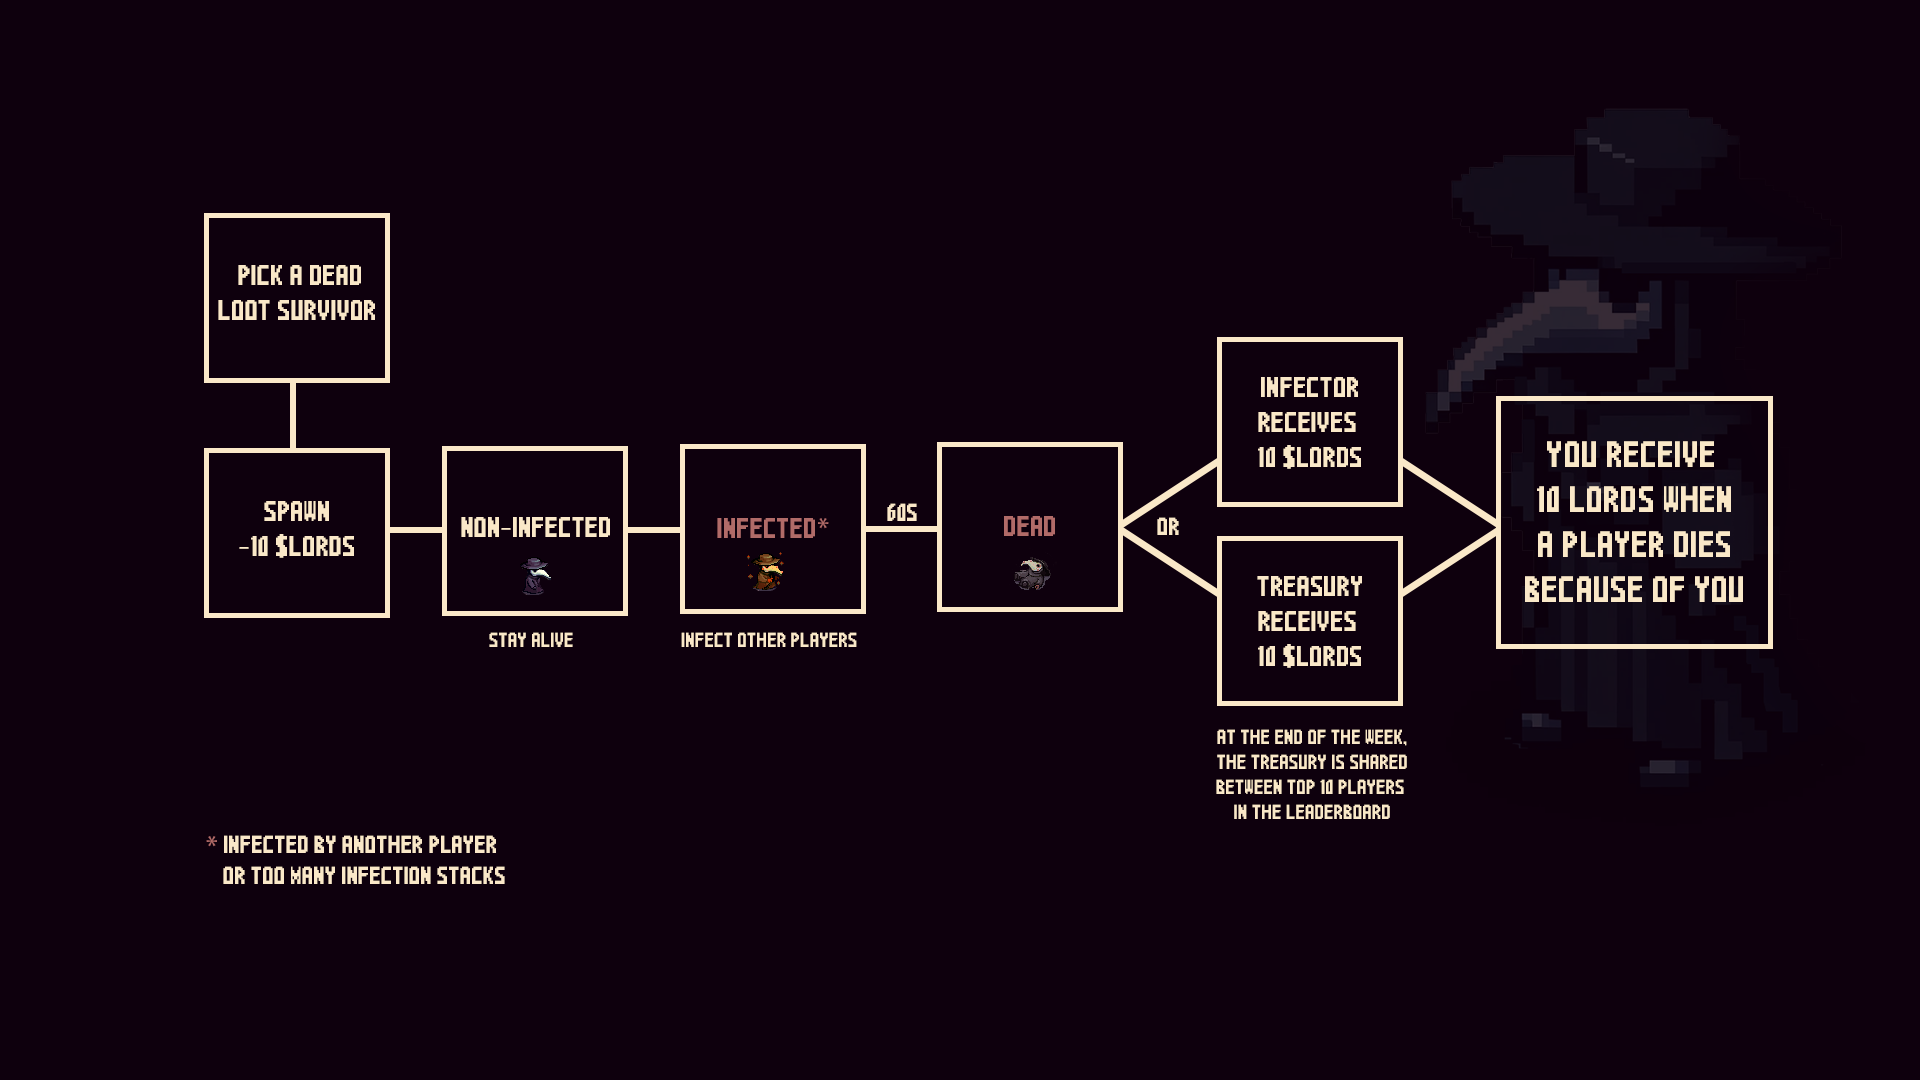 PICK A DEAD
LOOT SURVIVOR
SPAWN
-10 $LORDS
NON-INFECTED
STAY ALIVE
INFECTED*
INFECT OTHER PLAYERS
60S
DEAD
OR
INFECTOR
RECEIVES
10 $LORDS
TREASURY
RECEIVES
10 $LORDS
AT THE END OF THE WEEK,
THE TREASURY IS SHARED
BETWEEN TOP 10 PLAYERS
IN THE LEADERBOARD
YOU RECEIVE
10 LORDS WHEN
A PLAYER DIES
BECAUSE OF YOU
* INFECTED BY ANOTHER PLAYER
OR TOO MANY INFECTION STACKS